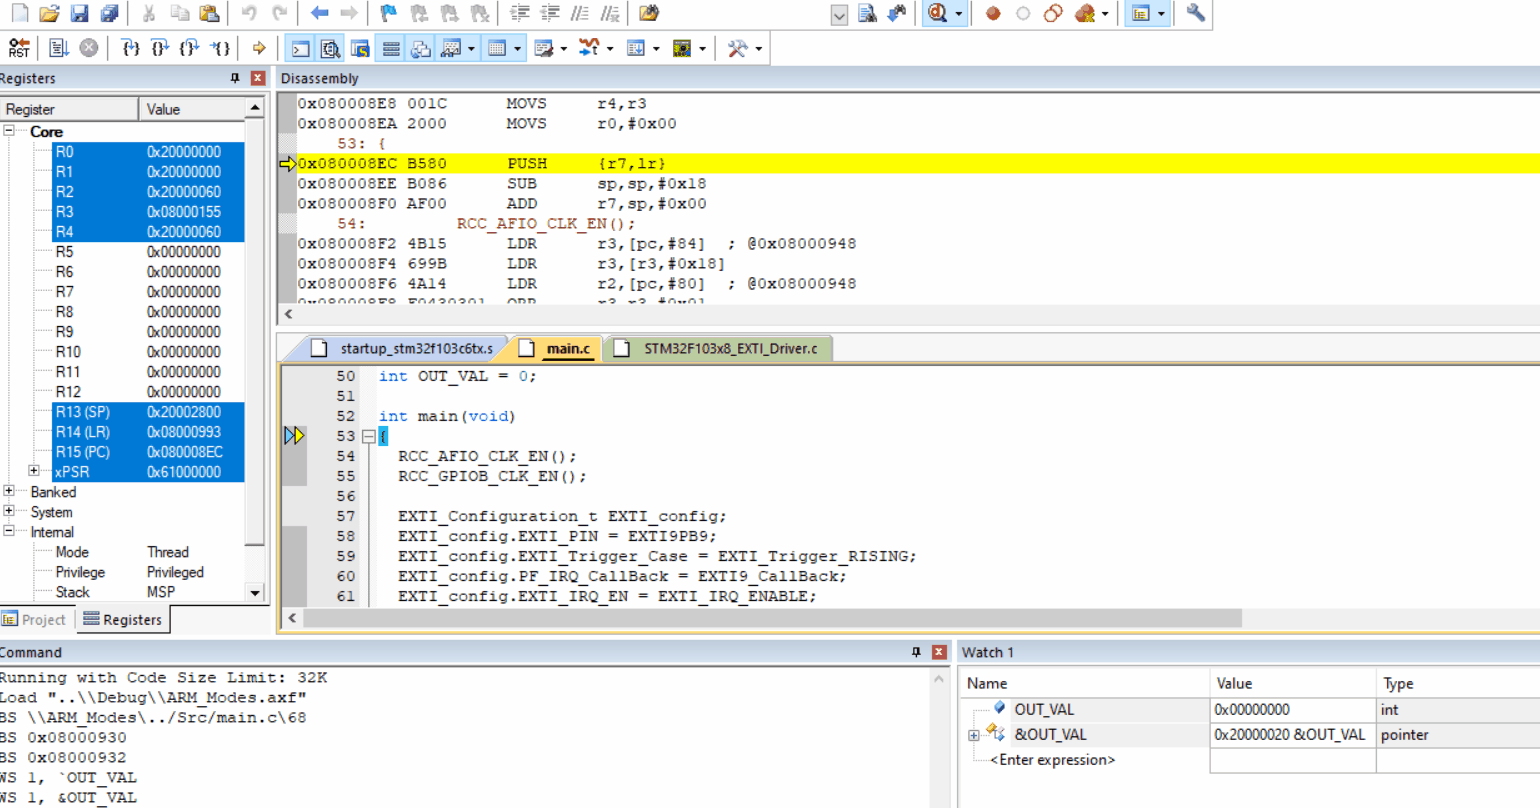 RST
Registers
Register Value
Core
R0 0x20000000
R1 0x20000000
R2 0x20000060
R3 0x08000155
R4 0x20000060
R5 0x00000000
R6 0x00000000
R7 0x00000000
R8 0x00000000
R9 0x00000000
R10 0x00000000
R11 0x00000000
R12 0x00000000
R13 (SP) 0x20002800
R14 (LR) 0x08000993
R15 (PC) 0x080008EC
xPSR 0x61000000
Banked
System
Internal
Mode Thread
Privilege Privileged
Stack MSP
Project Registers
Disassembly
0x080008E8 001C MOVS r4,r3
0x080008EA 2000 MOVS r0,#0x00
53: {
0x080008EC B580 PUSH {r7,lr}
0x080008EE B086 SUB sp,sp,#0x18
0x080008F0 AF00 ADD r7,sp,#0x00
54: RCC_AFIO_CLK_EN();
0x080008F2 4B15 LDR r3,[pc,#84] ; @0x08000948
0x080008F4 699B LDR r3,[r3,#0x18]
0x080008F6 4A14 LDR r2,[pc,#80] ; @0x08000948
0x080008F8 F0430301 ORR r3,r3,#0x01
startup_stm32f103c6tx.s main.c STM32F103x8_EXTI_Driver.c
50 int OUT_VAL = 0;
51
52 int main(void)
53 {
54 RCC_AFIO_CLK_EN();
55 RCC_GPIOB_CLK_EN();
56
57 EXTI_Configuration_t EXTI_config;
58 EXTI_config.EXTI_PIN = EXTI9PB9;
59 EXTI_config.EXTI_Trigger_Case = EXTI_Trigger_RISING;
60 EXTI_config.PF_IRQ_CallBack = EXTI9_CallBack;
61 EXTI_config.EXTI_IRQ_EN = EXTI_IRQ_ENABLE;
Command
Running with Code Size Limit: 32K
Load "..\\Debug\\ARM_Modes.axf"
BS \\ARM_Modes\../Src/main.c\68
BS 0x08000930
BS 0x08000932
WS 1, `OUT_VAL
WS 1, &OUT_VAL
Watch 1
Name Value Type
OUT_VAL 0x00000000 int
&OUT_VAL 0x20000020 &OUT_VAL pointer
<Enter expression>